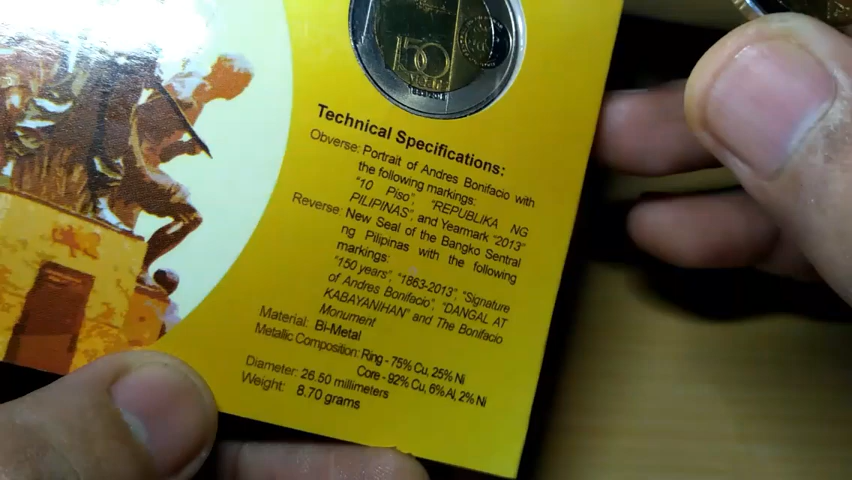 150
Technical Specifications:
Obverse: Portrait of Andres Bonifacio with
the following markings:
"10 Piso", "REPUBLIKA NG
PILIPINAS", and Yearmark "2013"
Reverse: New Seal of the Bangko Sentral
ng Pilipinas with the following
markings:
"150 years", "1863-2013", "Signature
of Andres Bonifacio", "DANGAL AT
KABAYANIHAN" and The Bonifacio
Monument
Material: Bi-Metal
Metallic Composition: Ring - 75% Cu, 25% Ni
Core - 92% Cu, 6% Al, 2% Ni
Diameter: 26.50 millimeters
Weight: 8.70 grams